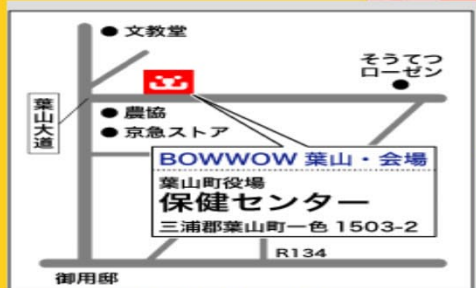 文教堂
そうてつ
ローゼン
葉山大道
農協
京急ストア
BOWWOW 葉山・会場
葉山町役場
保健センター
三浦郡葉山町一色 1503-2
R134
御用邸